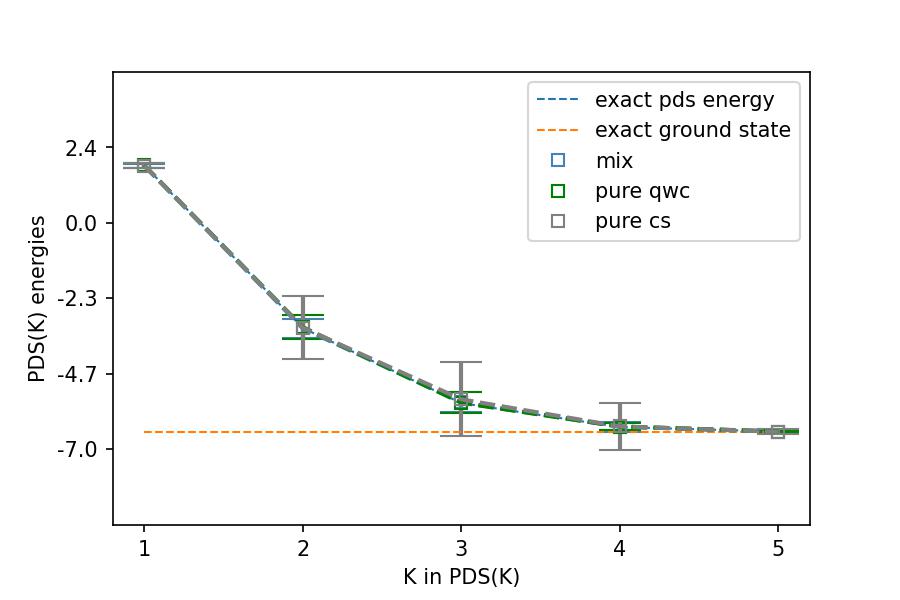 exact pds energy
exact ground state
mix
pure qwc
pure cs
PDS(K) energies
2.4
0.0
-2.3
-4.7
-7.0
1 2 3 4 5
K in PDS(K)